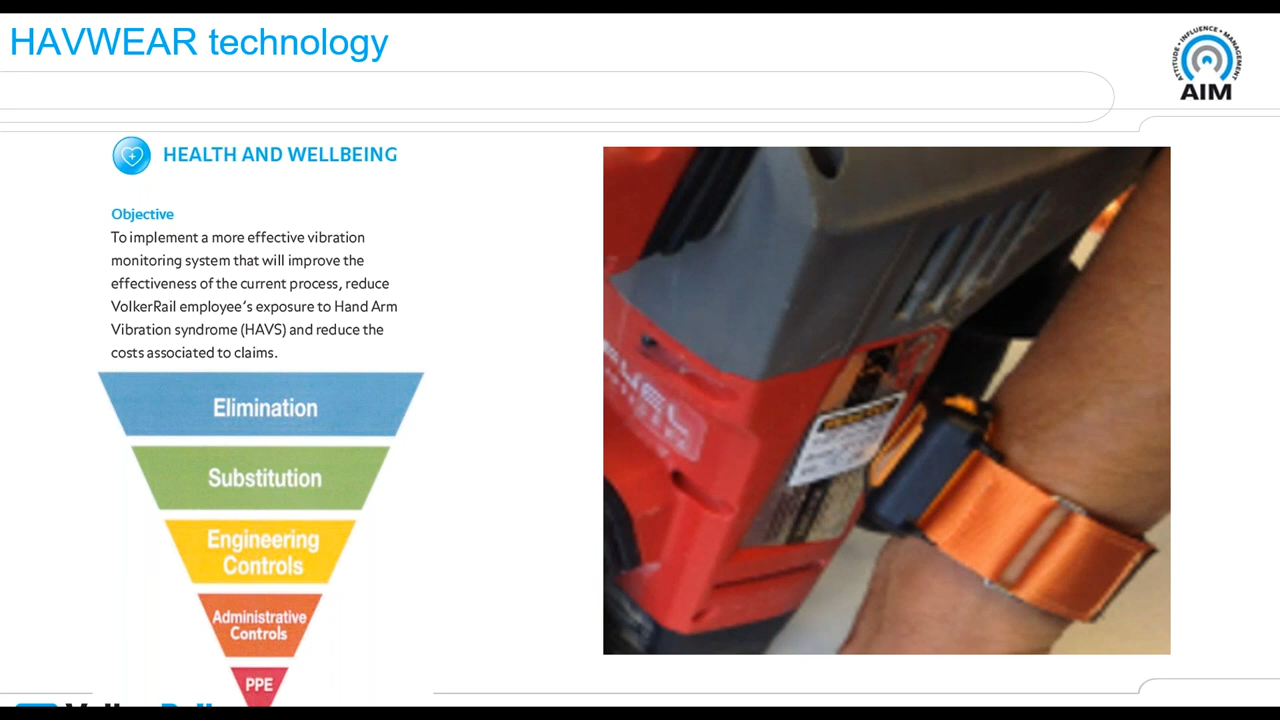 HAVWEAR technology
ATTITUDE • INFLUENCE • MANAGEMENT
AIM
HEALTH AND WELLBEING
Objective
To implement a more effective vibration
monitoring system that will improve the
effectiveness of the current process, reduce
VolkerRail employee's exposure to Hand Arm
Vibration syndrome (HAVS) and reduce the
costs associated to claims.
Elimination
Substitution
Engineering
Controls
Administrative
Controls
PPE